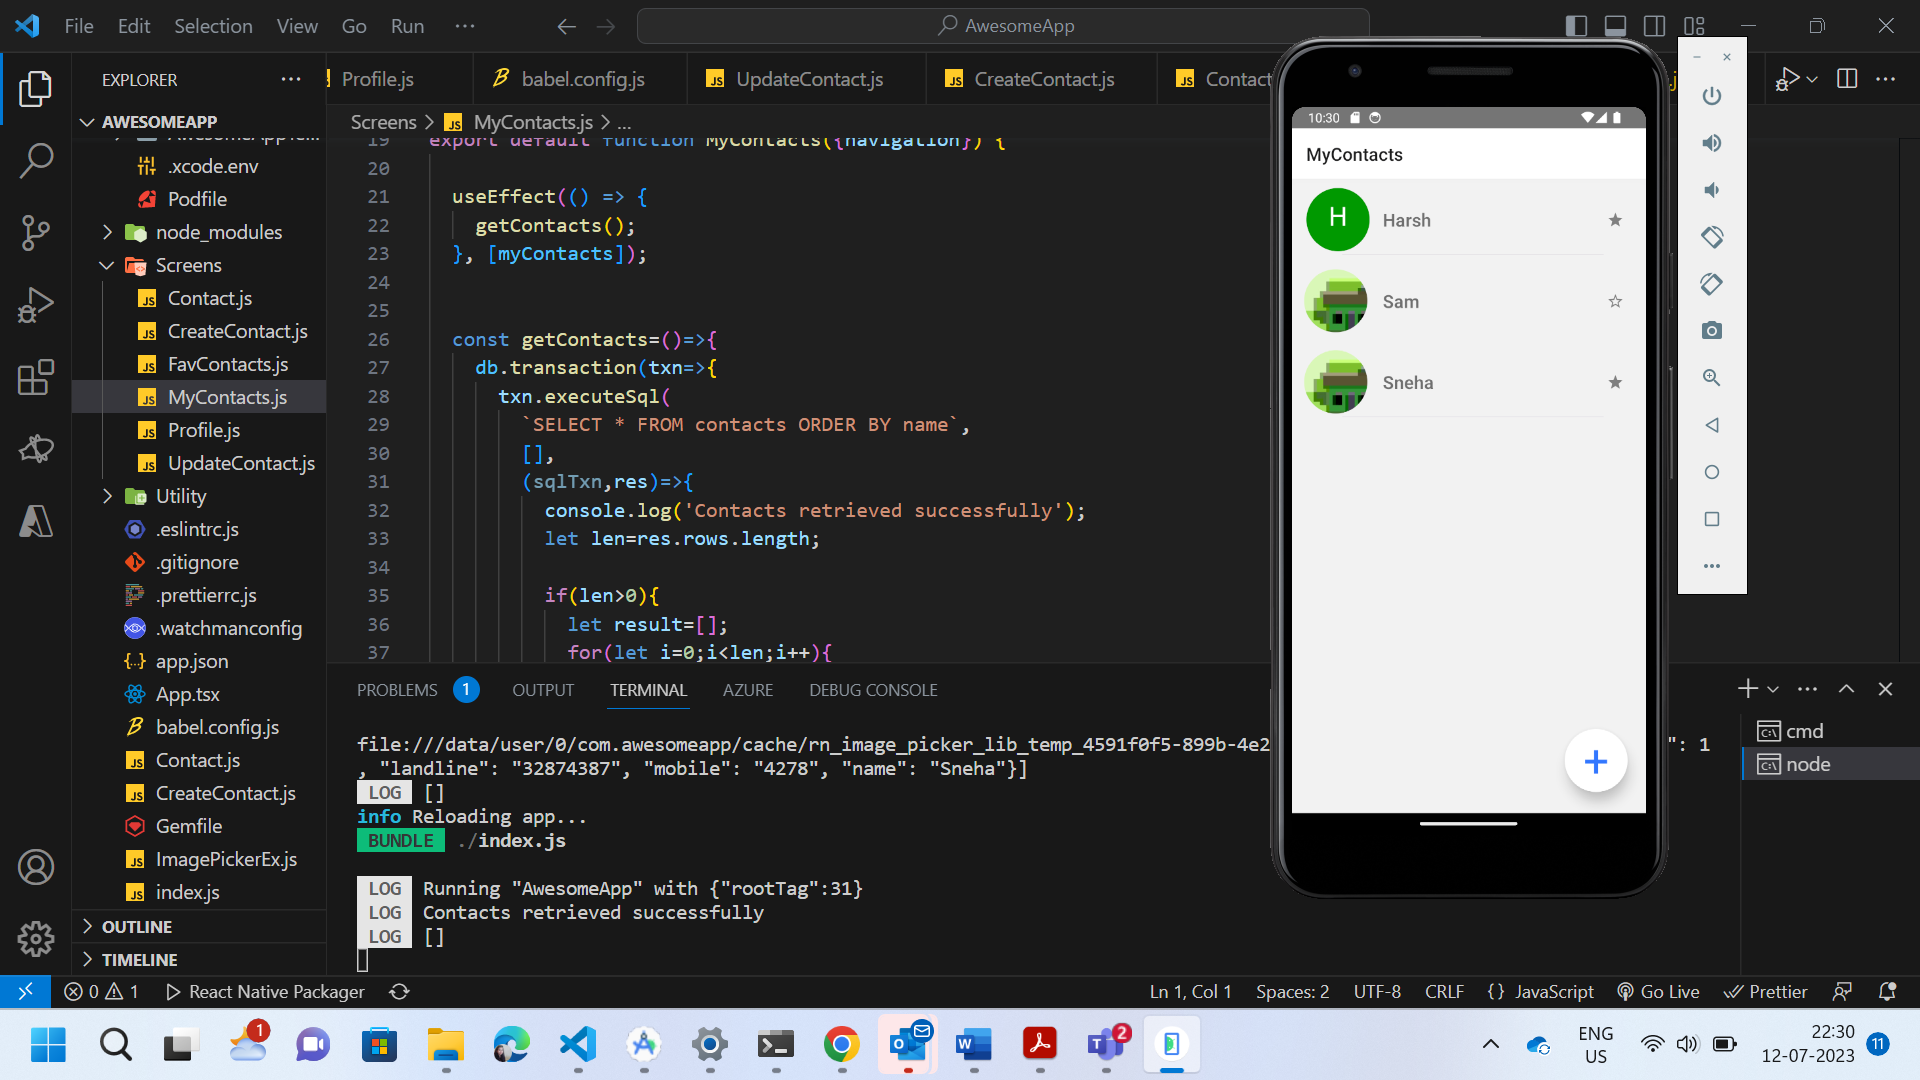 File Edit Selection View Go Run ...
AwesomeApp
EXPLORER
Profile.js
babel.config.js
UpdateContact.js
CreateContact.js
AWESOMEAPP
.xcode.env
Podfile
node_modules
Screens
Contact.js
CreateContact.js
FavContacts.js
MyContacts.js
Profile.js
UpdateContact.js
Utility
.eslintrc.js
.gitignore
.prettierrc.js
.watchmanconfig
app.json
App.tsx
babel.config.js
Contact.js
CreateContact.js
Gemfile
ImagePickerEx.js
index.js
OUTLINE
TIMELINE
Screens > MyContacts.js > ...
19 export default function MyContacts({navigation}) {
20
21 useEffect(() => {
22 getContacts();
23 }, [myContacts]);
24
25
26 const getContacts=()=>{
27 db.transaction(txn=>{
28 txn.executeSql(
29 `SELECT * FROM contacts ORDER BY name`,
30 [],
31 (sqlTxn,res)=>{
32 console.log('Contacts retrieved successfully');
33 let len=res.rows.length;
34
35 if(len>0){
36 let result=[];
37 for(let i=0;i<len;i++){
PROBLEMS 1 OUTPUT TERMINAL AZURE DEBUG CONSOLE
file:///data/user/0/com.awesomeapp/cache/rn_image_picker_lib_temp_4591f0f5-899b-4e2 ": 1
, "landline": "32874387", "mobile": "4278", "name": "Sneha"}]
LOG []
info Reloading app...
BUNDLE ./index.js
LOG Running "AwesomeApp" with {"rootTag":31}
LOG Contacts retrieved successfully
LOG []
cmd
node
10:30
MyContacts
H Harsh
Sam
Sneha
0 1 React Native Packager
Ln 1, Col 1 Spaces: 2 UTF-8 CRLF {} JavaScript Go Live Prettier
1
2
ENG
US
22:30
12-07-2023
11